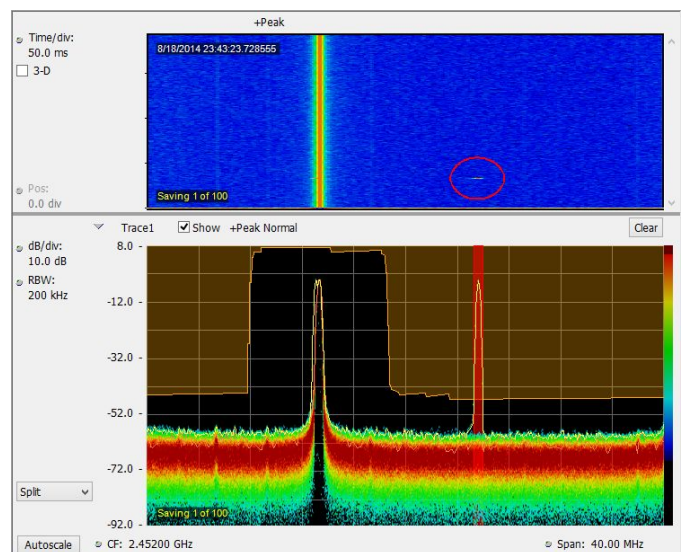 +Peak
Time/div:
50.0 ms
3-D
8/18/2014 23:43:23.728555
Pos:
0.0 div
Saving 1 of 100
Trace1 Show +Peak Normal Clear
dB/div:
10.0 dB
RBW:
200 kHz
8.0
-12.0
-32.0
-52.0
-72.0
-92.0
Split
Saving 1 of 100
Autoscale CF: 2.45200 GHz Span: 40.00 MHz